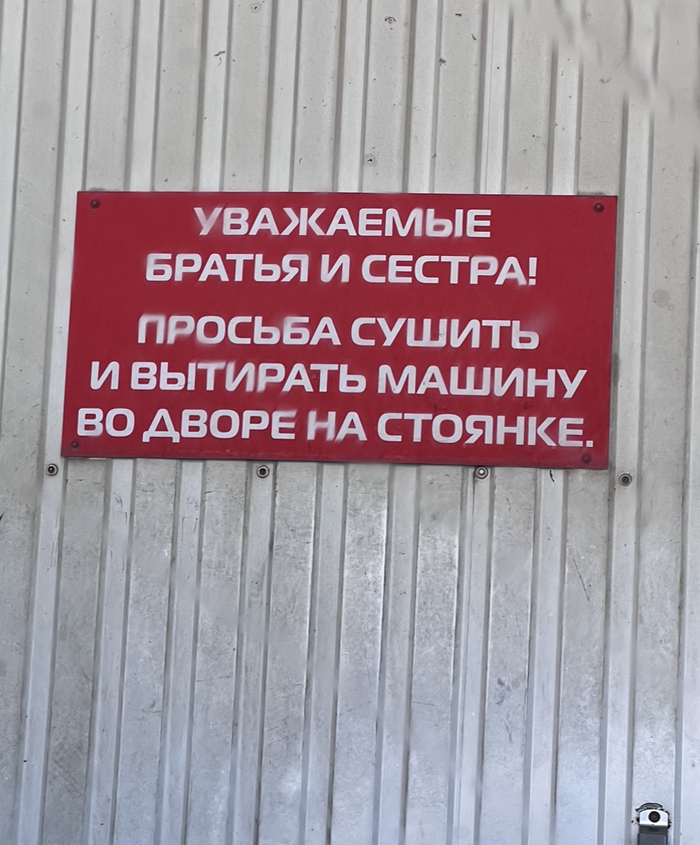 УВАЖАЕМЫЕ
БРАТЬЯ И СЕСТРА!
ПРОСЬБА СУШИТЬ
И ВЫТИРАТЬ МАШИНУ
ВО ДВОРЕ НА СТОЯНКЕ.